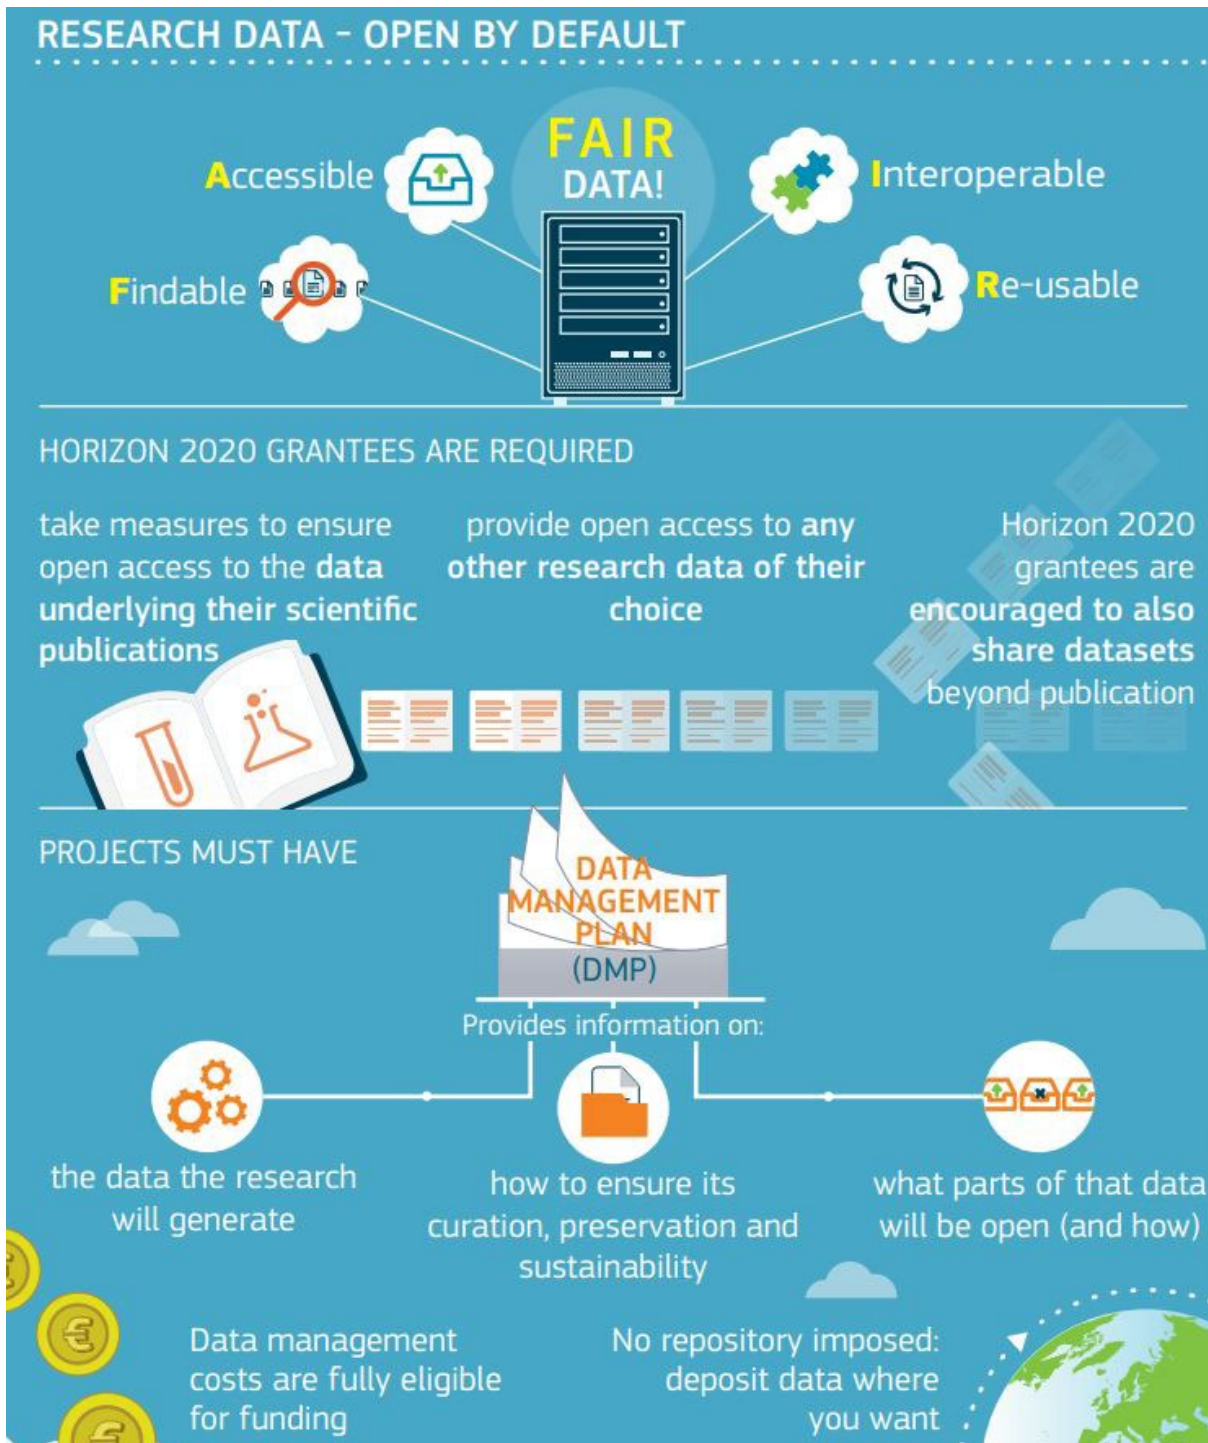 RESEARCH DATA - OPEN BY DEFAULT
FAIR
DATA!
Accessible
Interoperable
Findable
Re-usable
HORIZON 2020 GRANTEES ARE REQUIRED
take measures to ensure
open access to the data
underlying their scientific
publications
provide open access to any
other research data of their
choice
Horizon 2020
grantees are
encouraged to also
share datasets
beyond publication
PROJECTS MUST HAVE
DATA
MANAGEMENT
PLAN
(DMP)
Provides information on:
the data the research
will generate
how to ensure its
curation, preservation and
sustainability
what parts of that data
will be open (and how)
Data management
costs are fully eligible
for funding
No repository imposed:
deposit data where
you want